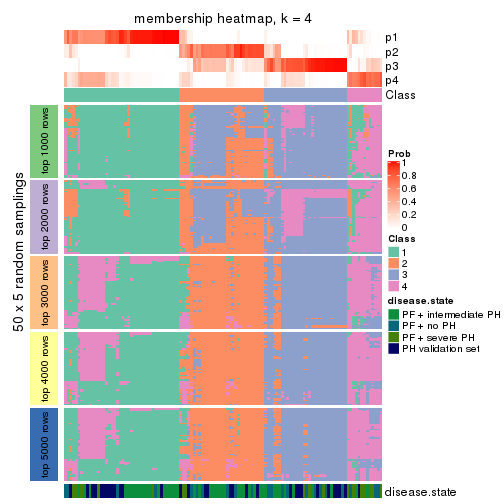 membership heatmap, k = 4
p1
p2
p3
p4
Class
50 x 5 random samplings
top 1000 rows
top 2000 rows
top 3000 rows
top 4000 rows
top 5000 rows
Prob
1
0.8
0.6
0.4
0.2
0
Class
1
2
3
4
disease.state
PF+ intermediate PH
PF+ no PH
PF+ severe PH
PH validation set
disease.state